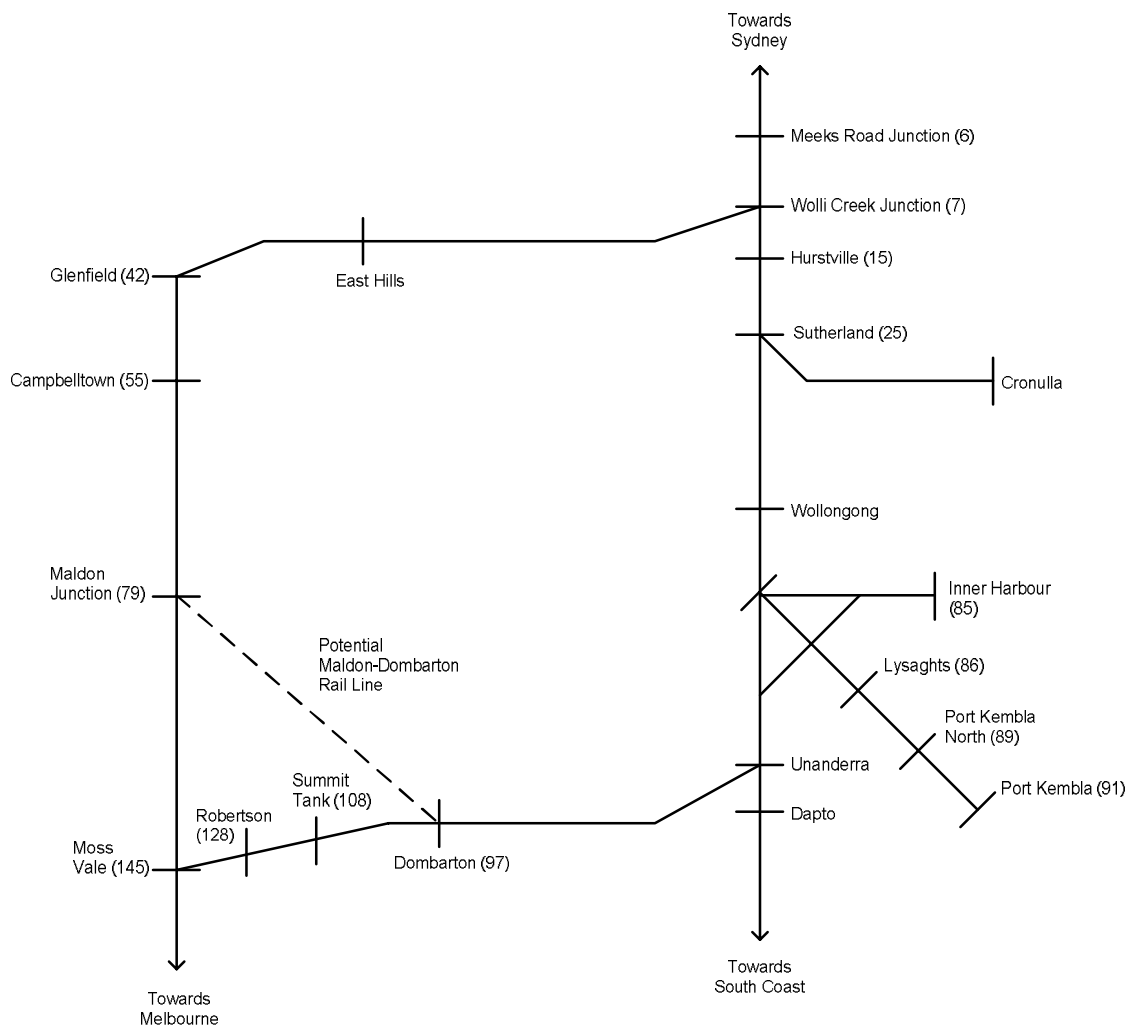 Towards
Sydney
Meeks Road Junction (6)
Wolli Creek Junction (7)
Hurstville (15)
Glenfield (42)
East Hills
Sutherland (25)
Campbelltown (55)
Cronulla
Wollongong
Maldon
Junction (79)
Inner Harbour
(85)
Potential
Maldon-Dombarton
Rail Line
Lysaghts (86)
Port Kembla
North (89)
Unanderra
Summit
Tank (108)
Port Kembla (91)
Robertson
(128)
Dapto
Moss
Vale (145)
Dombarton (97)
Towards
South Coast
Towards
Melbourne